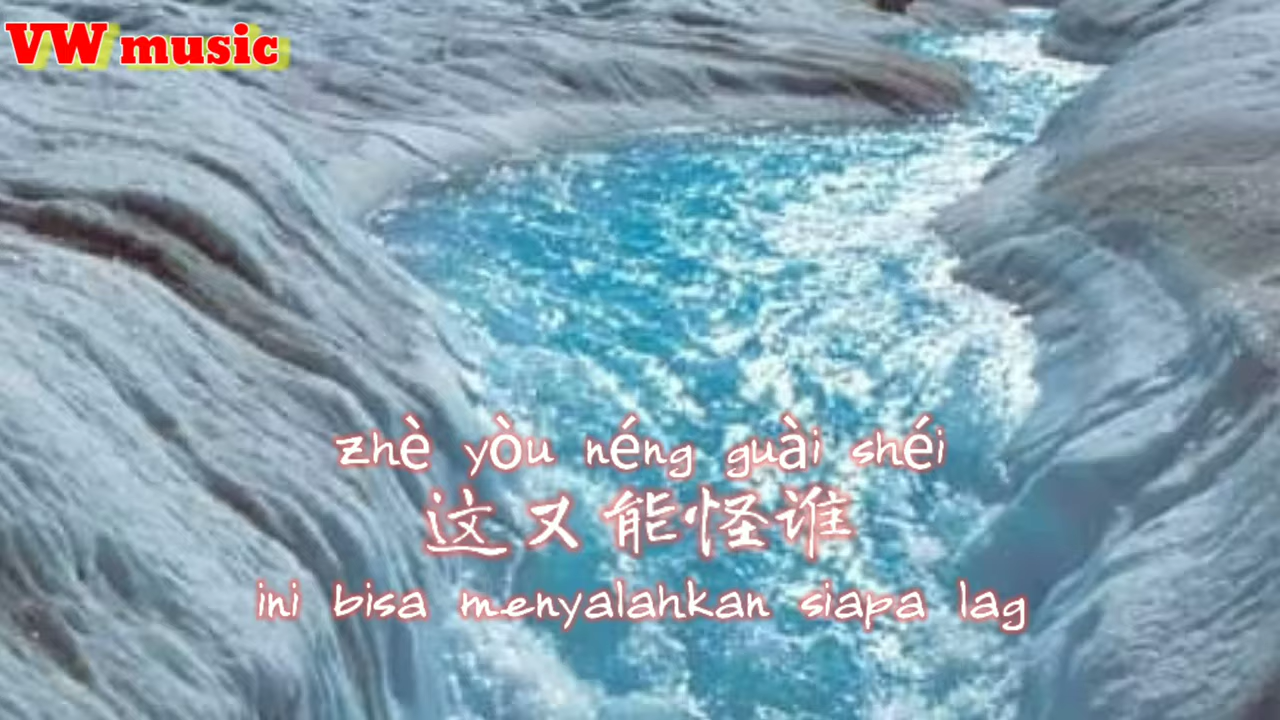 VW music
zhè yòu néng guài shéi
这又能怪谁
ini bisa menyalahkan siapa lag